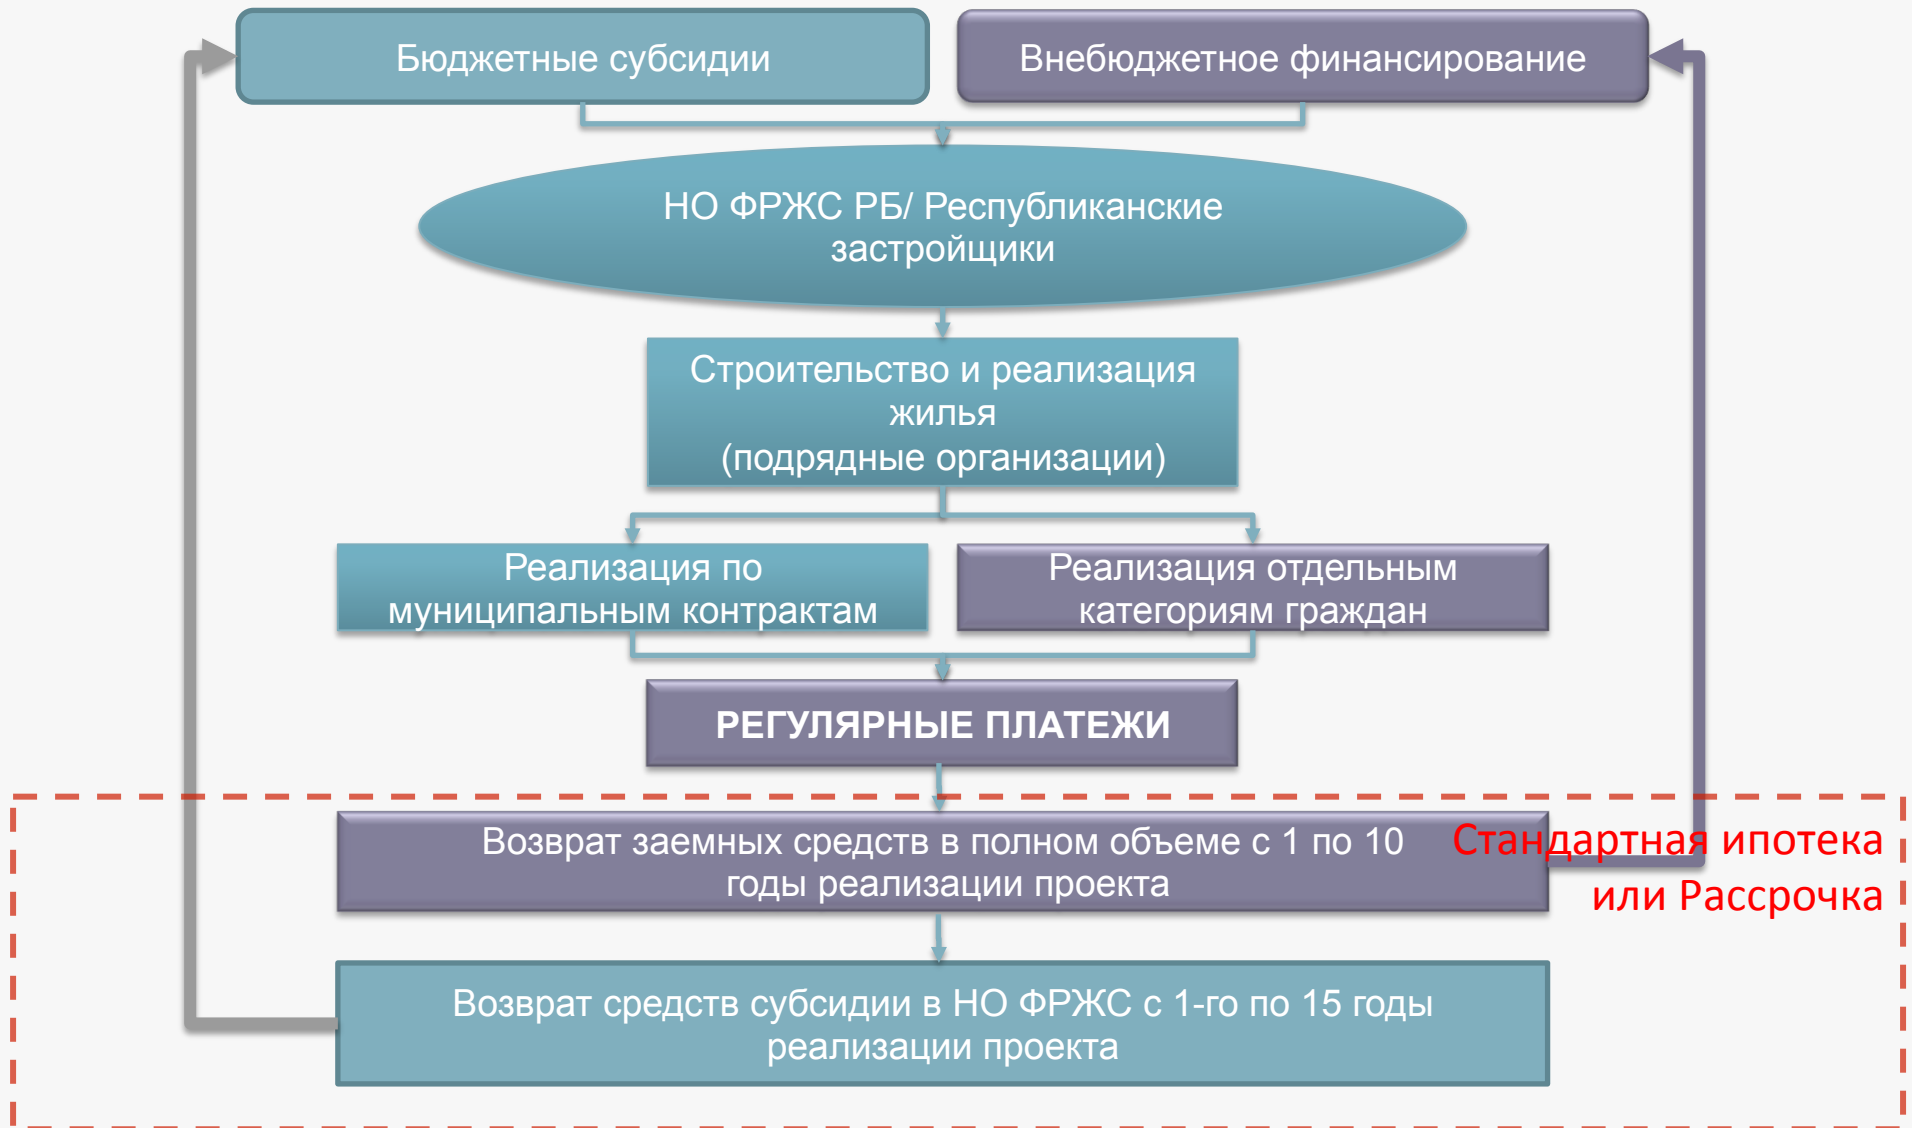 Бюджетные субсидии
Внебюджетное финансирование
НО ФРЖС РБ/ Республиканские
застройщики
Строительство и реализация
жилья
(подрядные организации)
Реализация по
муниципальным контрактам
Реализация отдельным
категориям граждан
РЕГУЛЯРНЫЕ ПЛАТЕЖИ
Возврат заемных средств в полном объеме с 1 по 10
годы реализации проекта
Стандартная ипотека
или Рассрочка
Возврат средств субсидии в НО ФРЖС с 1-го по 15 годы
реализации проекта